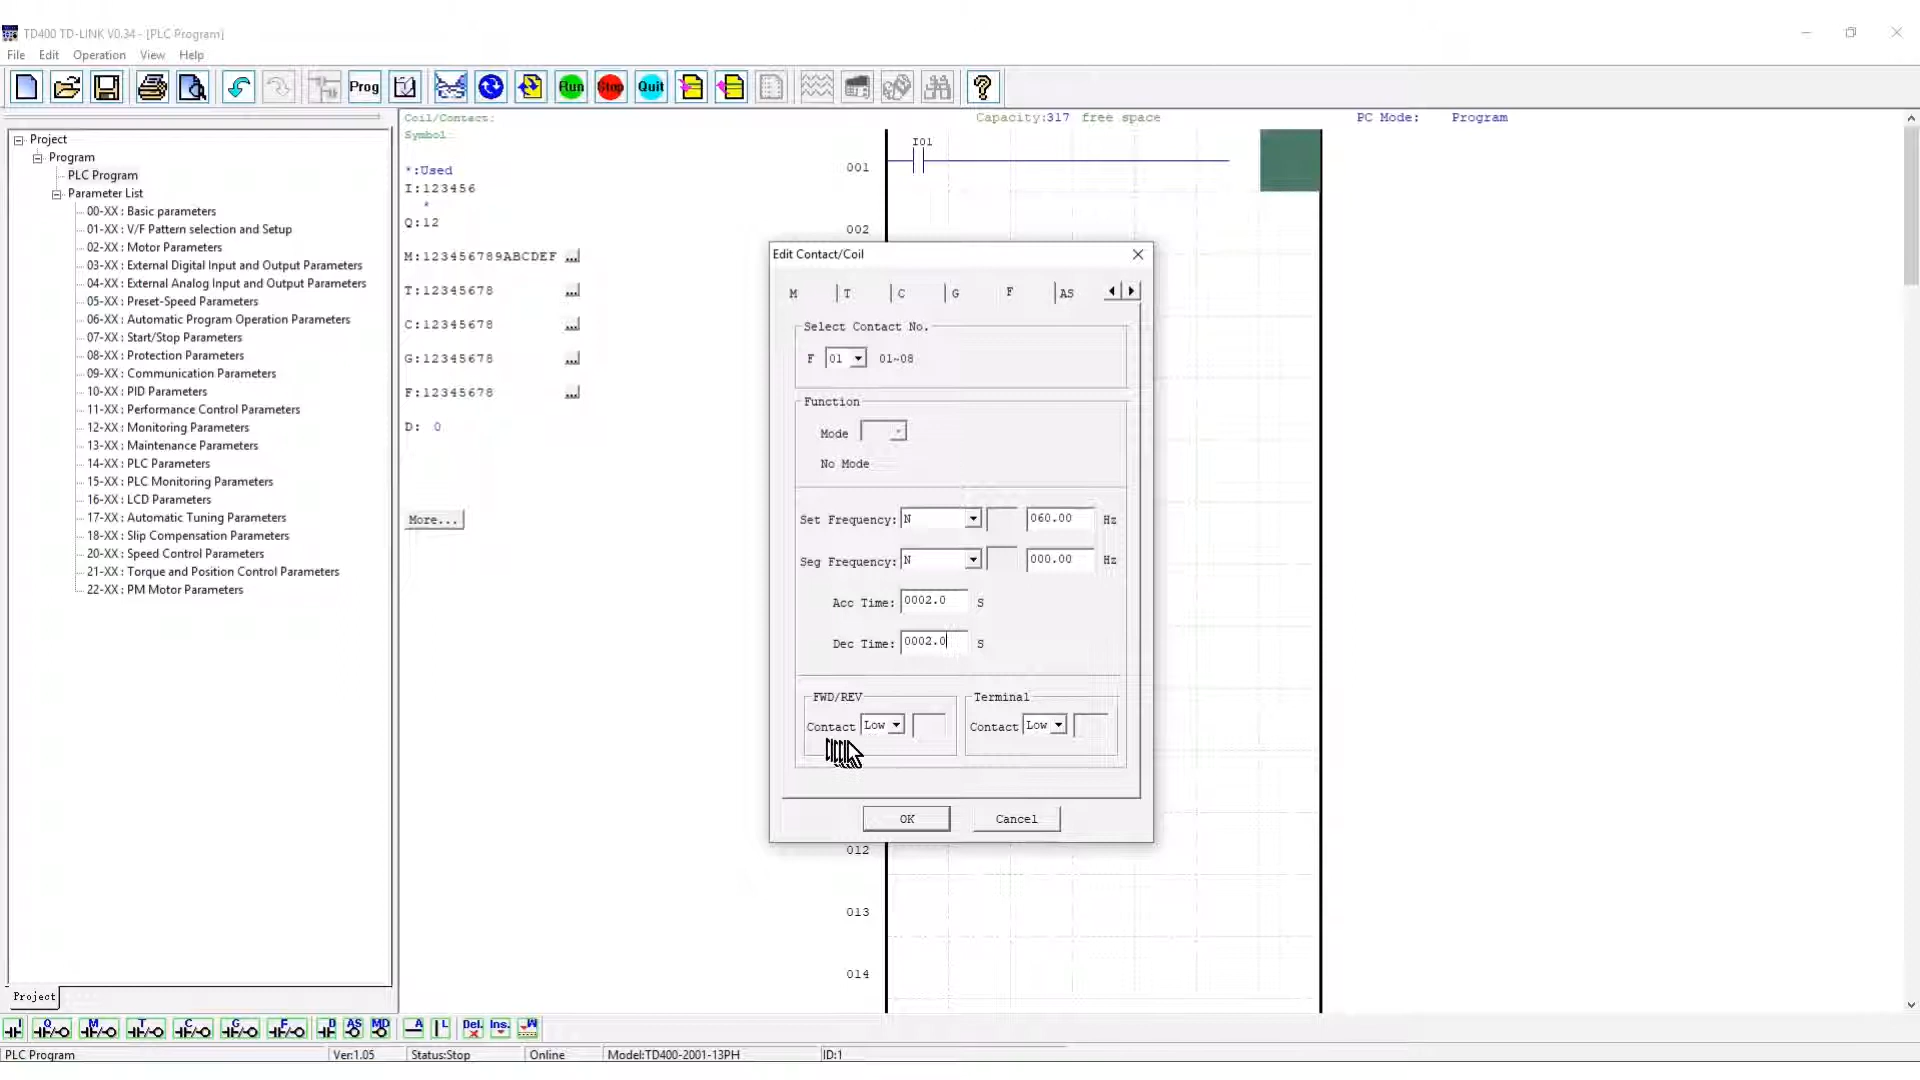 TD400 TD-LINK V0.34 - [PLC Program]
File Edit Operation View Help
Prog Run Stop Quit
Coil/Contact:
Capacity:317 free space
PC Mode: Program
Symbol:
Project
Program
PLC Program
Parameter List
00-XX : Basic parameters
01-XX : V/F Pattern selection and Setup
02-XX : Motor Parameters
03-XX : External Digital Input and Output Parameters
04-XX : External Analog Input and Output Parameters
05-XX : Preset-Speed Parameters
06-XX : Automatic Program Operation Parameters
07-XX : Start/Stop Parameters
08-XX : Protection Parameters
09-XX : Communication Parameters
10-XX : PID Parameters
11-XX : Performance Control Parameters
12-XX : Monitoring Parameters
13-XX : Maintenance Parameters
14-XX : PLC Parameters
15-XX : PLC Monitoring Parameters
16-XX : LCD Parameters
17-XX : Automatic Tuning Parameters
18-XX : Slip Compensation Parameters
20-XX : Speed Control Parameters
21-XX : Torque and Position Control Parameters
22-XX : PM Motor Parameters
Project
*:Used
I:123456
*
Q:12
M:123456789ABCDEF ...
T:12345678 ...
C:12345678 ...
G:12345678 ...
F:12345678 ...
D: 0
More...
I01
001
002
012
013
014
Edit Contact/Coil
M T C G F AS
Select Contact No.
F 01 01~08
Function
Mode
No Mode
Set Frequency: N 060.00 Hz
Seg Frequency: N 000.00 Hz
Acc Time: 0002.0 S
Dec Time: 0002.0 S
FWD/REV
Contact Low
Terminal
Contact Low
OK Cancel
I Q M T C G F D AS MD A L Del. Ins. W
PLC Program Ver:1.05 Status:Stop Online Model:TD400-2001-13PH ID:1